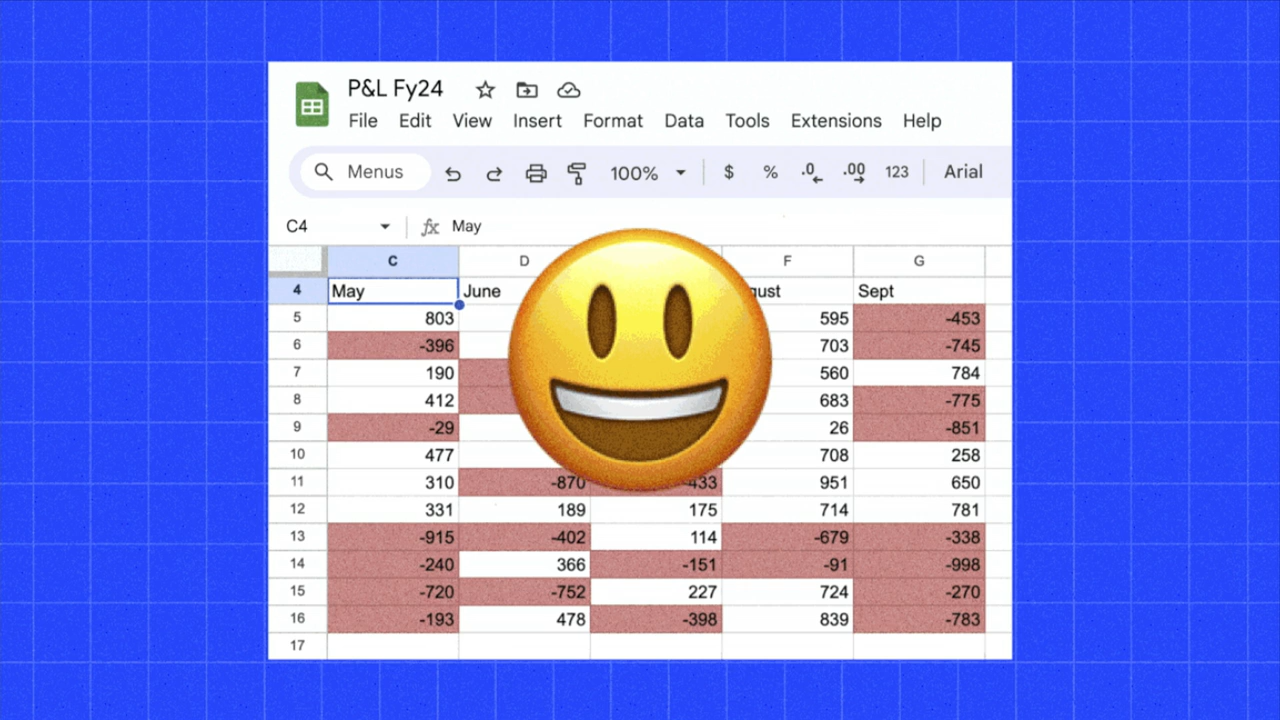 P&L Fy24
File Edit View Insert Format Data Tools Extensions Help
Menus 100% $ % .0 .00 123 Arial
C4 fx May
C D F G
4 May June Sept
5 803 595 -453
6 -396 703 -745
7 190 560 784
8 412 683 -775
9 -29 26 -851
10 477 708 258
11 310 -870 -433 951 650
12 331 189 175 714 781
13 -915 -402 114 -679 -338
14 -240 366 -151 -91 -998
15 -720 -752 227 724 -270
16 -193 478 -398 839 -783
17